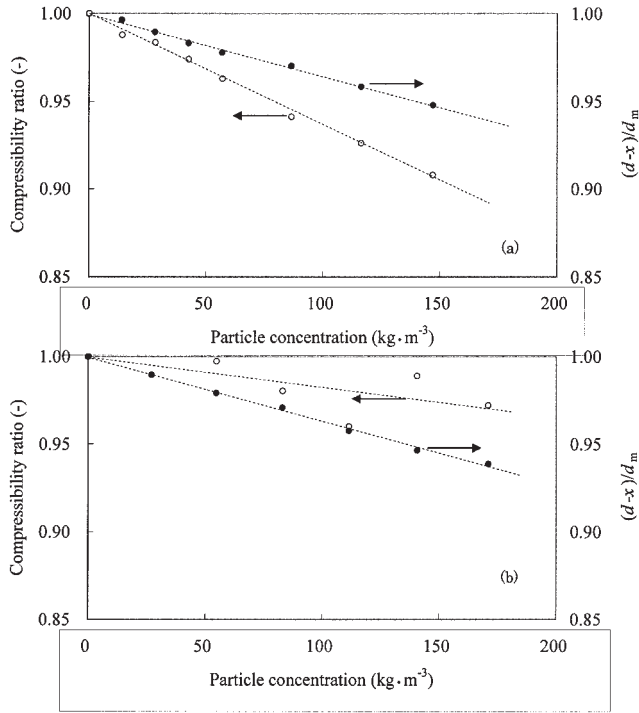 1.00
0.95
0.90
0.85
Compressibility ratio (-)
1.00
0.95
0.90
0.85
(d-x)/dm
(a)
0 50 100 150 200
Particle concentration (kg·m-3)
1.00
0.95
0.90
0.85
Compressibility ratio (-)
1.00
0.95
0.90
0.85
(d-x)/dm
(b)
0 50 100 150 200
Particle concentration (kg·m-3)